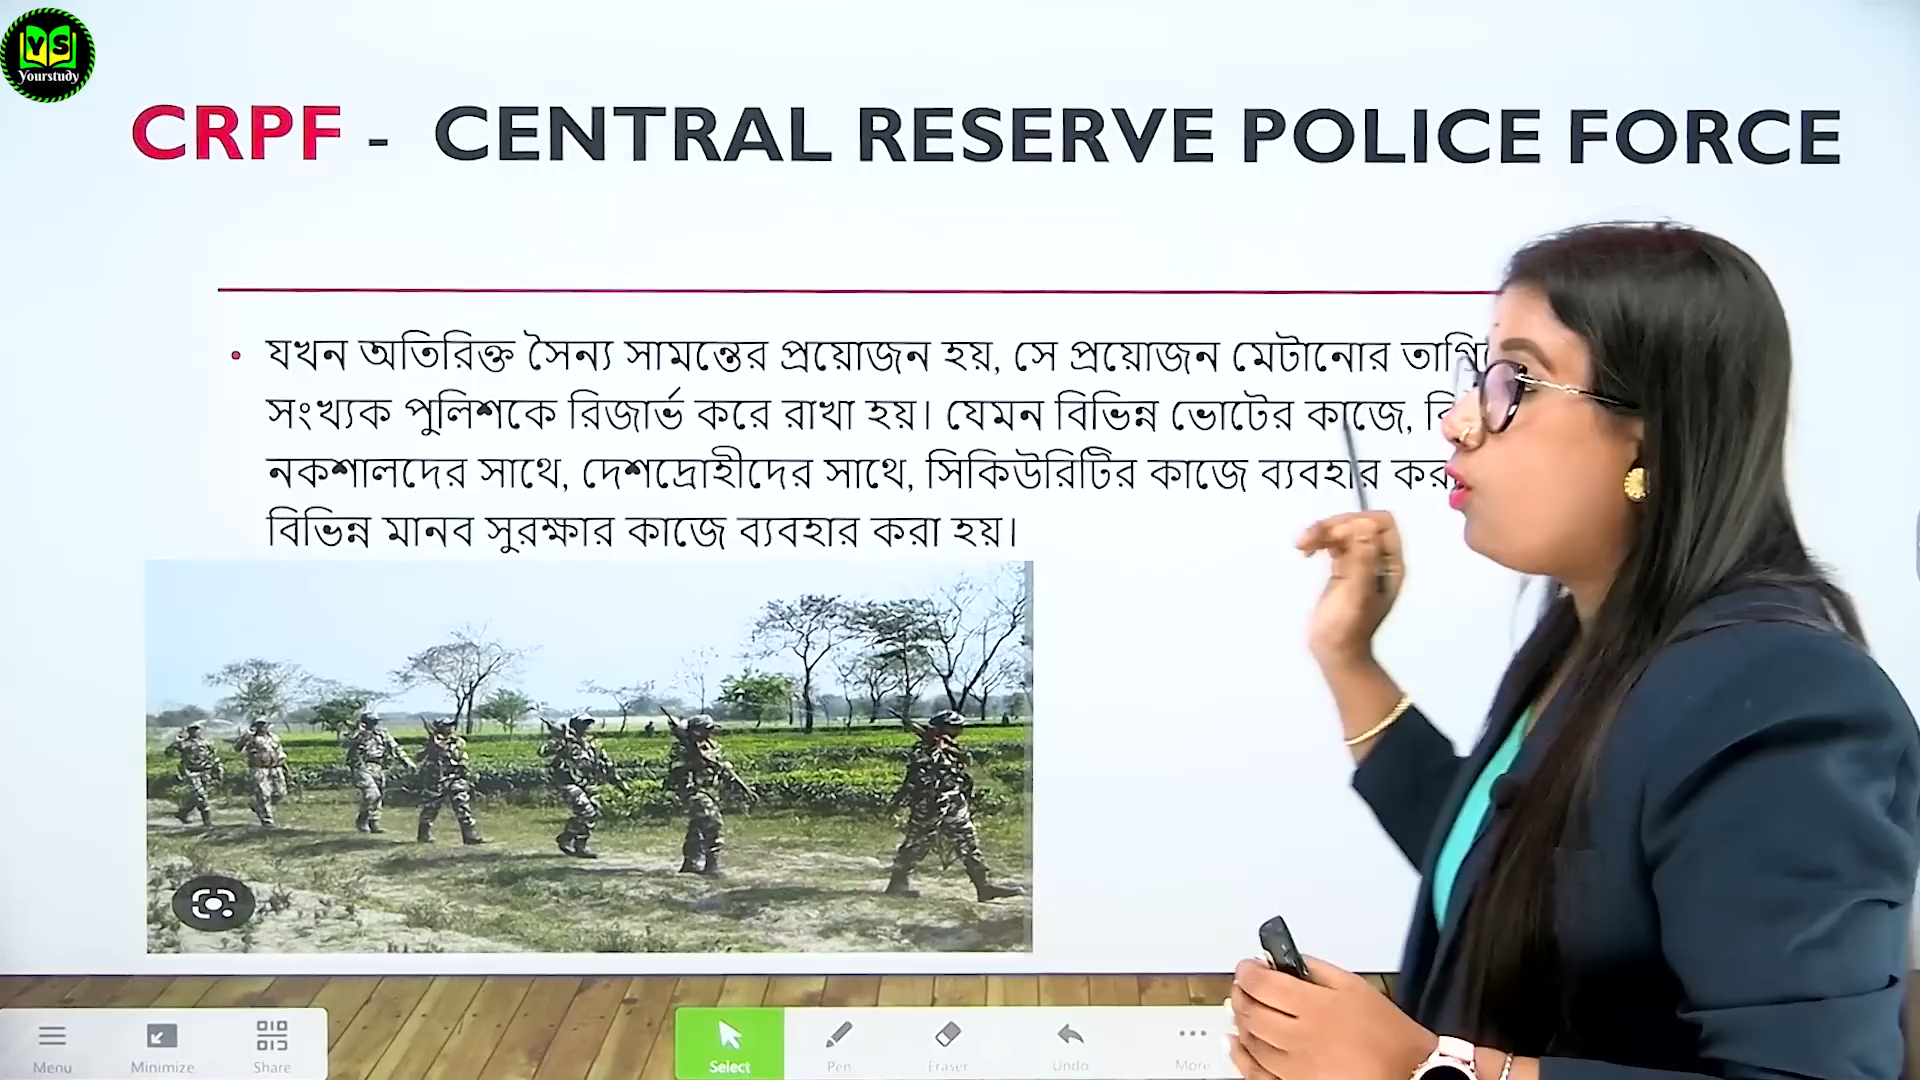 YS
Yourstudy
CRPF - CENTRAL RESERVE POLICE FORCE
• যখন অতিরিক্ত সৈন্য সামন্তের প্রয়োজন হয়, সে প্রয়োজন মেটানোর
সংখ্যক পুলিশকে রিজার্ভ করে রাখা হয়। যেমন বিভিন্ন ভোটের কাজে,
নকশালদের সাথে, দেশদ্রোহীদের সাথে, সিকিউরিটির কাজে ব্যবহার
বিভিন্ন মানব সুরক্ষার কাজে ব্যবহার করা হয়।
Menu Minimize Share Select Pen Eraser Undo More